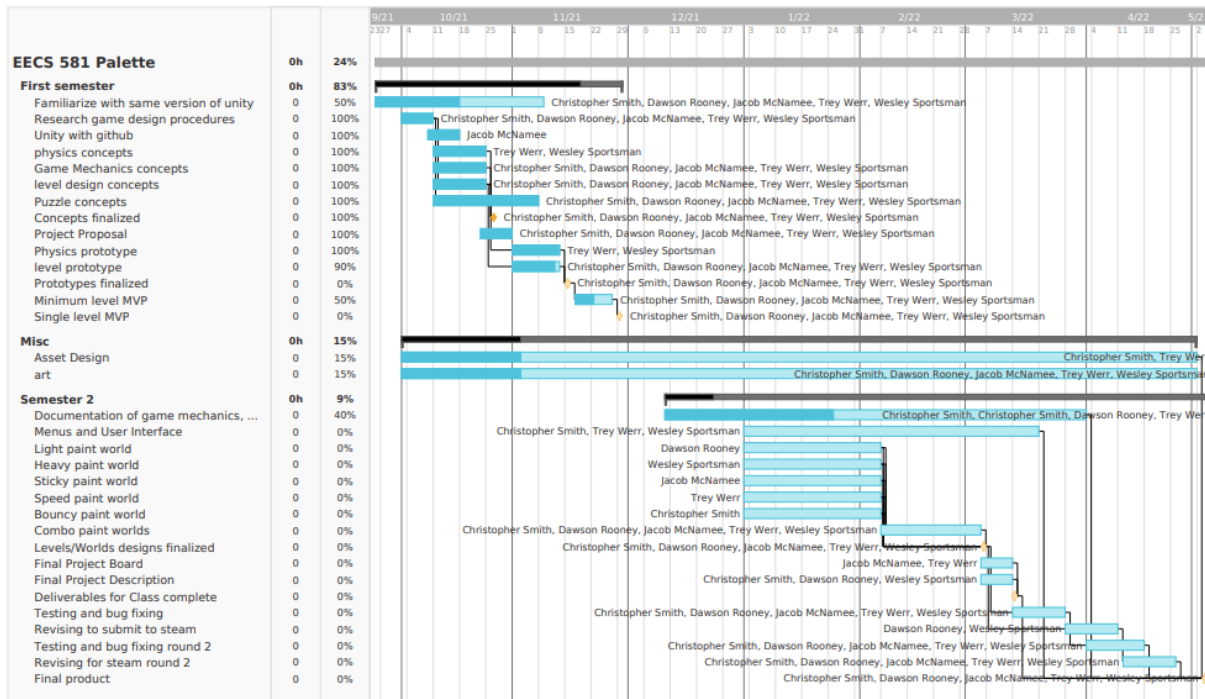 9/21 10/21 11/21 12/21 1/22 2/22 3/22 4/22 5/2
23 27 4 11 18 25 1 8 15 22 29 6 13 20 27 3 10 17 24 31 7 14 21 28 7 14 21 28 4 11 18 25 2
EECS 581 Palette 0h 24%
First semester 0h 83%
Familiarize with same version of unity 0 50% Christopher Smith, Dawson Rooney, Jacob McNamee, Trey Werr, Wesley Sportsman
Research game design procedures 0 100% Christopher Smith, Dawson Rooney, Jacob McNamee, Trey Werr, Wesley Sportsman
Unity with github 0 100% Jacob McNamee
physics concepts 0 100% Trey Werr, Wesley Sportsman
Game Mechanics concepts 0 100% Christopher Smith, Dawson Rooney, Jacob McNamee, Trey Werr, Wesley Sportsman
level design concepts 0 100% Christopher Smith, Dawson Rooney, Jacob McNamee, Trey Werr, Wesley Sportsman
Puzzle concepts 0 100% Christopher Smith, Dawson Rooney, Jacob McNamee, Trey Werr, Wesley Sportsman
Concepts finalized 0 100% Christopher Smith, Dawson Rooney, Jacob McNamee, Trey Werr, Wesley Sportsman
Project Proposal 0 100% Christopher Smith, Dawson Rooney, Jacob McNamee, Trey Werr, Wesley Sportsman
Physics prototype 0 100% Trey Werr, Wesley Sportsman
level prototype 0 90% Christopher Smith, Dawson Rooney, Jacob McNamee, Trey Werr, Wesley Sportsman
Prototypes finalized 0 0% Christopher Smith, Dawson Rooney, Jacob McNamee, Trey Werr, Wesley Sportsman
Minimum level MVP 0 50% Christopher Smith, Dawson Rooney, Jacob McNamee, Trey Werr, Wesley Sportsman
Single level MVP 0 0% Christopher Smith, Dawson Rooney, Jacob McNamee, Trey Werr, Wesley Sportsman
Misc 0h 15%
Asset Design 0 15% Christopher Smith, Trey Wer
art 0 15% Christopher Smith, Dawson Rooney, Jacob McNamee, Trey Werr, Wesley Sportsma
Semester 2 0h 9%
Documentation of game mechanics, ... 0 40% Christopher Smith, Christopher Smith, Dawson Rooney, Trey Wer
Menus and User Interface 0 0% Christopher Smith, Trey Werr, Wesley Sportsman
Light paint world 0 0% Dawson Rooney
Heavy paint world 0 0% Wesley Sportsman
Sticky paint world 0 0% Jacob McNamee
Speed paint world 0 0% Trey Werr
Bouncy paint world 0 0% Christopher Smith
Combo paint worlds 0 0% Christopher Smith, Dawson Rooney, Jacob McNamee, Trey Werr, Wesley Sportsman
Levels/Worlds designs finalized 0 0% Christopher Smith, Dawson Rooney, Jacob McNamee, Trey Werr, Wesley Sportsman
Final Project Board 0 0% Jacob McNamee, Trey Werr
Final Project Description 0 0% Christopher Smith, Dawson Rooney, Wesley Sportsman
Deliverables for Class complete 0 0%
Testing and bug fixing 0 0% Christopher Smith, Dawson Rooney, Jacob McNamee, Trey Werr, Wesley Sportsman
Revising to submit to steam 0 0% Dawson Rooney, Wesley Sportsman
Testing and bug fixing round 2 0 0% Christopher Smith, Dawson Rooney, Jacob McNamee, Trey Werr, Wesley Sportsman
Revising for steam round 2 0 0% Christopher Smith, Dawson Rooney, Jacob McNamee, Trey Werr, Wesley Sportsman
Final product 0 0% Christopher Smith, Dawson Rooney, Jacob McNamee, Trey Werr, Wesley Sportsman